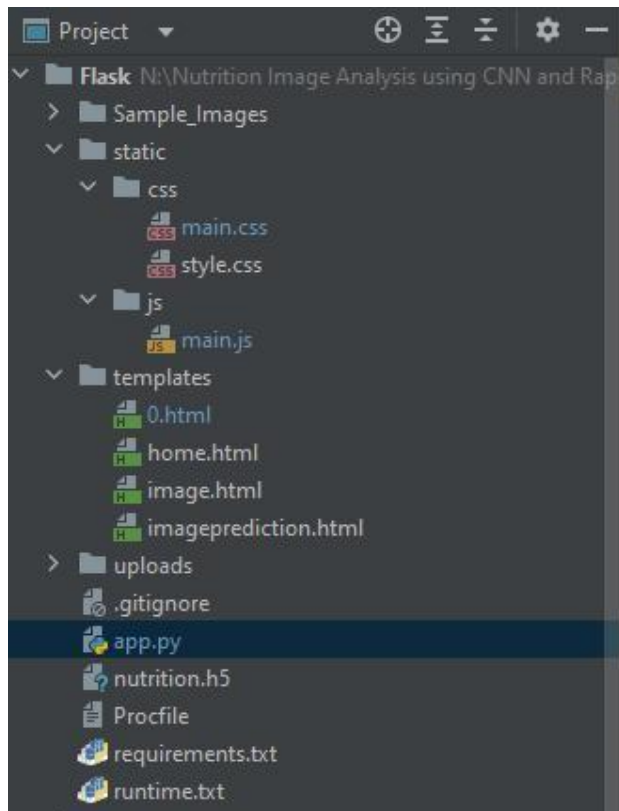 Project
Flask N:\Nutrition Image Analysis using CNN and Rap
Sample_Images
static
css
main.css
style.css
js
main.js
templates
0.html
home.html
image.html
imageprediction.html
uploads
.gitignore
app.py
nutrition.h5
Procfile
requirements.txt
runtime.txt